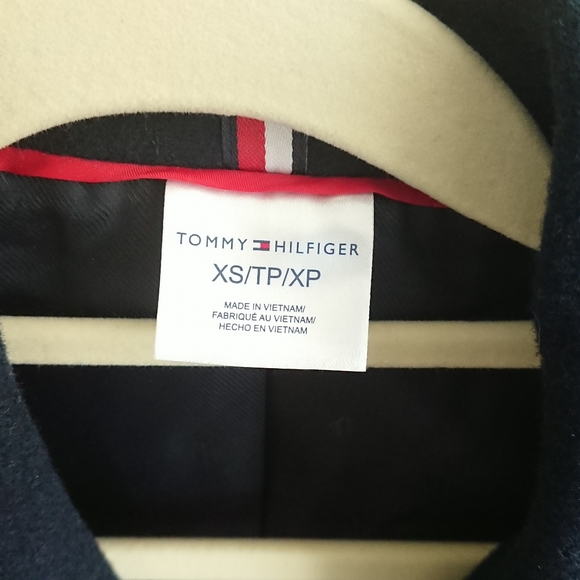 TOMMY HILFIGER
XS/TP/XP
MADE IN VIETNAM/
FABRIQUÉ AU VIETNAM/
HECHO EN VIETNAM